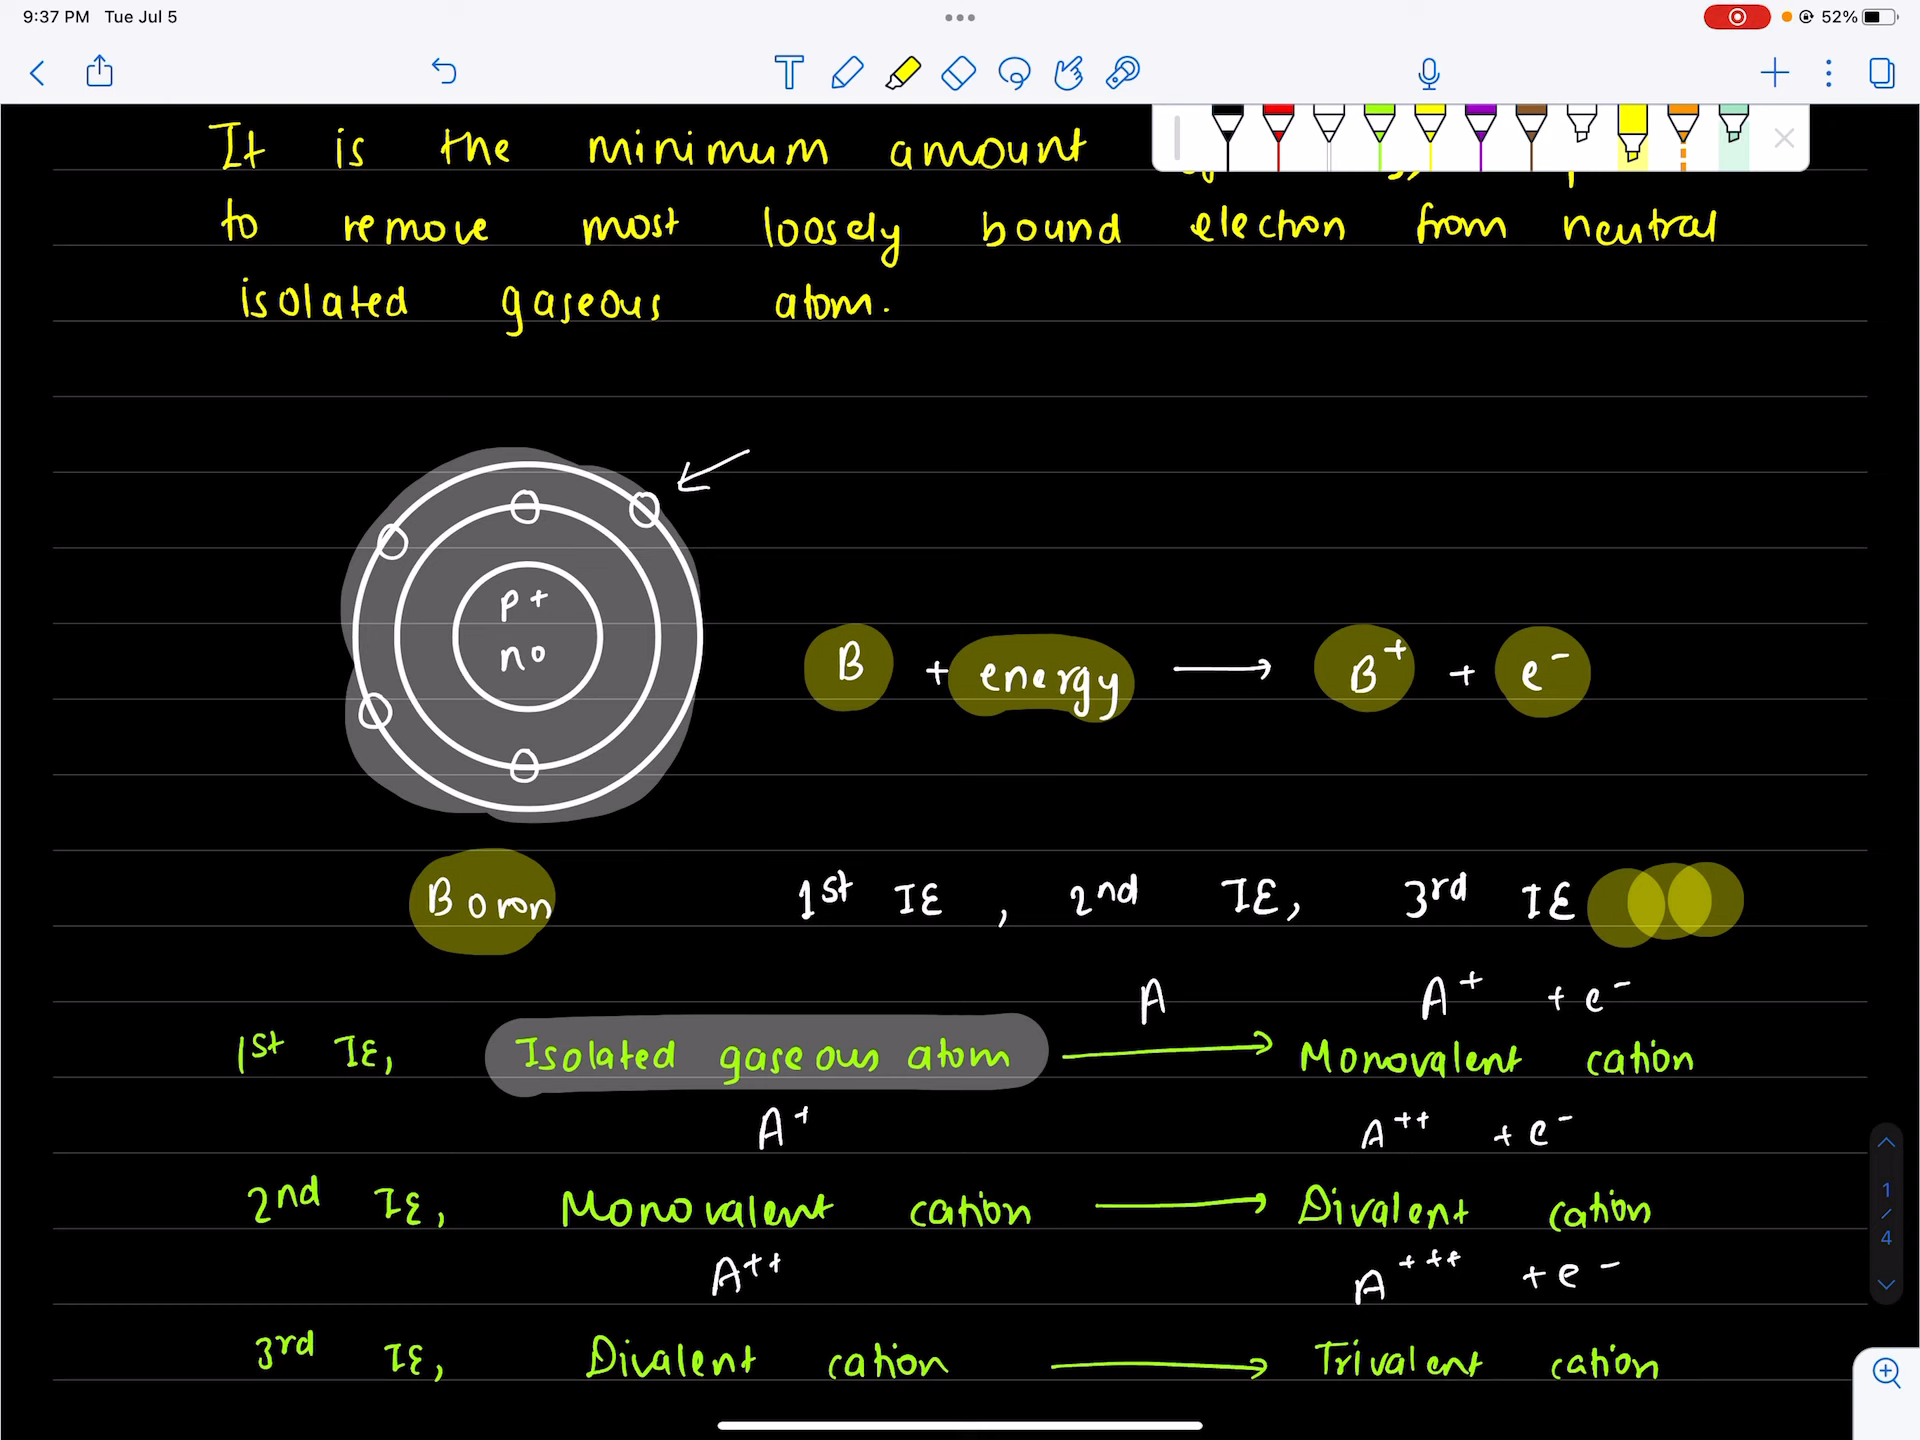 9:37 PM Tue Jul 5
52%
It is the minimum amount
to remove most loosely bound electron from neutral
isolated gaseous atom.
p+
no
B + energy ⟶ B⁺ + e⁻
Boron
1st IE, 2nd IE, 3rd IE
A A⁺ + e⁻
1st IE, Isolated gaseous atom ⟶ Monovalent cation
A⁺ A⁺⁺ + e⁻
2nd IE, Monovalent cation ⟶ Divalent cation
A⁺⁺ A⁺⁺⁺ + e⁻
3rd IE, Divalent cation ⟶ Trivalent cation
1
/
4